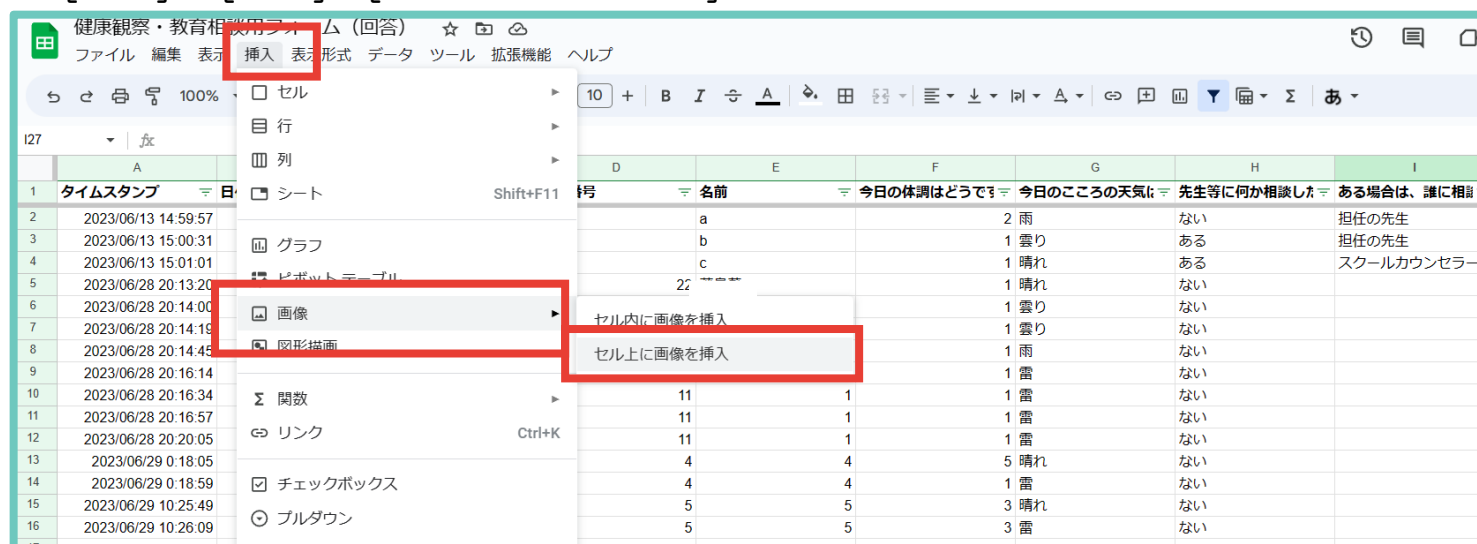 健康観察・教育相談用フォーム（回答）
ファイル 編集 表示 挿入 表示形式 データ ツール 拡張機能 ヘルプ
100% 10 + B I A あ
I27 fx
セル
行
列
シート Shift+F11
グラフ
ピボット テーブル
画像
図形描画
関数
リンク Ctrl+K
チェックボックス
プルダウン
セル内に画像を挿入
セル上に画像を挿入
A D E F G H I
1 タイムスタンプ 番号 名前 今日の体調はどうです 今日のこころの天気は 先生等に何か相談した ある場合は、誰に相談
2 2023/06/13 14:59:57 a 2 雨 ない 担任の先生
3 2023/06/13 15:00:31 b 1 雲り ある 担任の先生
4 2023/06/13 15:01:01 c 1 晴れ ある スクールカウンセラー
5 2023/06/28 20:13:20 22 1 晴れ ない
6 2023/06/28 20:14:00 1 雲り ない
7 2023/06/28 20:14:19 1 雲り ない
8 2023/06/28 20:14:45 1 雨 ない
9 2023/06/28 20:16:14 1 雷 ない
10 2023/06/28 20:16:34 11 1 1 雷 ない
11 2023/06/28 20:16:57 11 1 1 雷 ない
12 2023/06/28 20:20:05 11 1 1 雷 ない
13 2023/06/29 0:18:05 4 4 5 晴れ ない
14 2023/06/29 0:18:59 4 4 1 雷 ない
15 2023/06/29 10:25:49 5 5 3 晴れ ない
16 2023/06/29 10:26:09 5 5 3 雷 ない